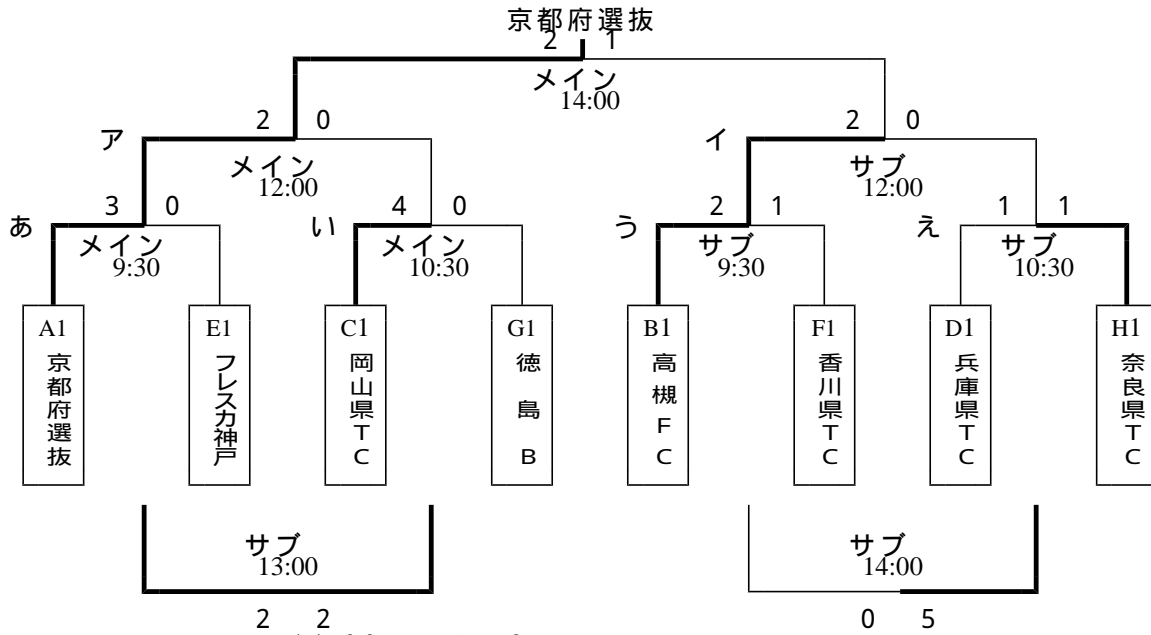 京都府選抜
2 1
メイン
14:00
ア 2 0
メイン
12:00
イ 2 0
サブ
12:00
あ 3 0
メイン
9:30
い 4 0
メイン
10:30
う 2 1
サブ
9:30
え 1 1
サブ
10:30
A1 京都府選抜
E1 フレスカ神戸
C1 岡山県TC
G1 徳島B
B1 高槻FC
F1 香川県TC
D1 兵庫県TC
H1 奈良県TC
サブ
13:00
2 2
サブ
14:00
0 5